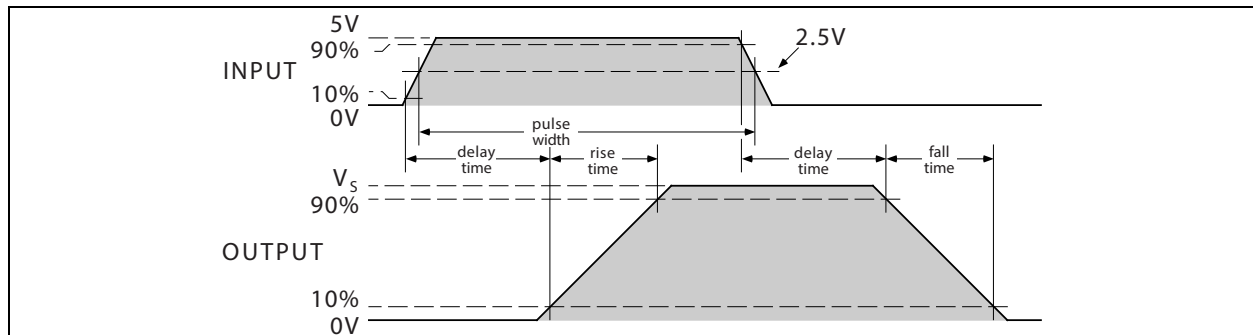 5V
90%
2.5V
INPUT
10%
0V
pulse
width
delay
time
rise
time
delay
time
fall
time
VS
90%
OUTPUT
10%
0V